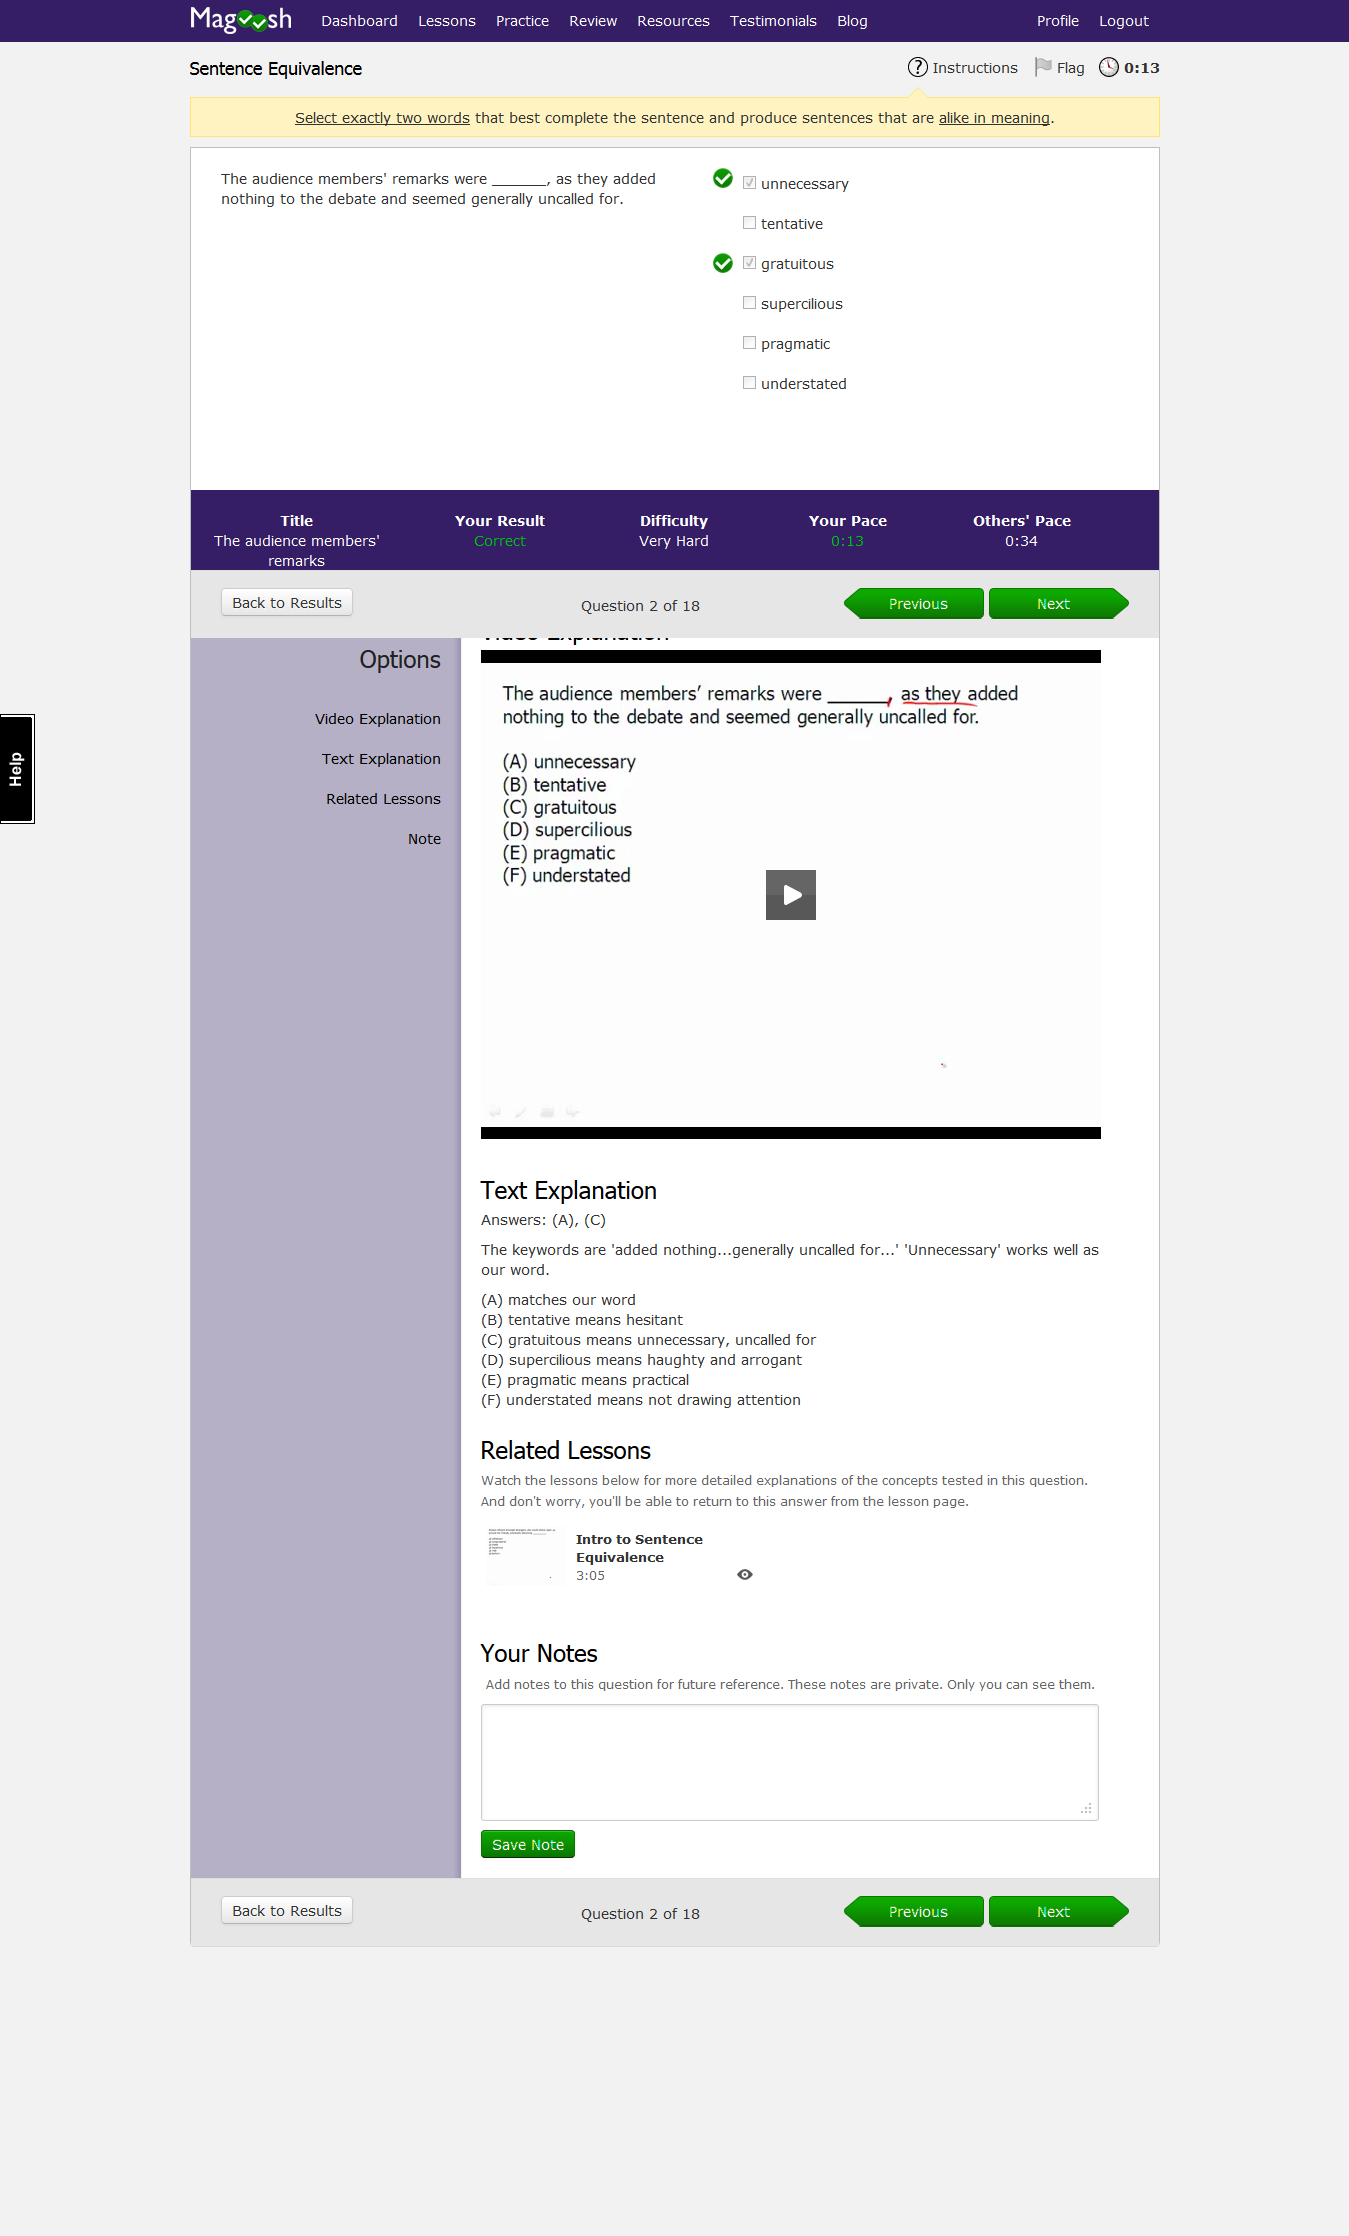 Magoosh Dashboard Lessons Practice Review Resources Testimonials Blog Profile Logout
Sentence Equivalence
? Instructions Flag 0:13
Select exactly two words that best complete the sentence and produce sentences that are alike in meaning.
The audience members' remarks were _______, as they added
nothing to the debate and seemed generally uncalled for.
unnecessary
tentative
gratuitous
supercilious
pragmatic
understated
Title Your Result Difficulty Your Pace Others' Pace
The audience members' Correct Very Hard 0:13 0:34
remarks
Back to Results Question 2 of 18 Previous Next
Video Explanation
Options
Video Explanation
Text Explanation
Related Lessons
Note
Help
The audience members' remarks were _______, as they added
nothing to the debate and seemed generally uncalled for.
(A) unnecessary
(B) tentative
(C) gratuitous
(D) supercilious
(E) pragmatic
(F) understated
Text Explanation
Answers: (A), (C)
The keywords are 'added nothing...generally uncalled for...' 'Unnecessary' works well as
our word.
(A) matches our word
(B) tentative means hesitant
(C) gratuitous means unnecessary, uncalled for
(D) supercilious means haughty and arrogant
(E) pragmatic means practical
(F) understated means not drawing attention
Related Lessons
Watch the lessons below for more detailed explanations of the concepts tested in this question.
And don't worry, you'll be able to return to this answer from the lesson page.
Intro to Sentence
Equivalence
3:05
Your Notes
Add notes to this question for future reference. These notes are private. Only you can see them.
Save Note
Back to Results Question 2 of 18 Previous Next